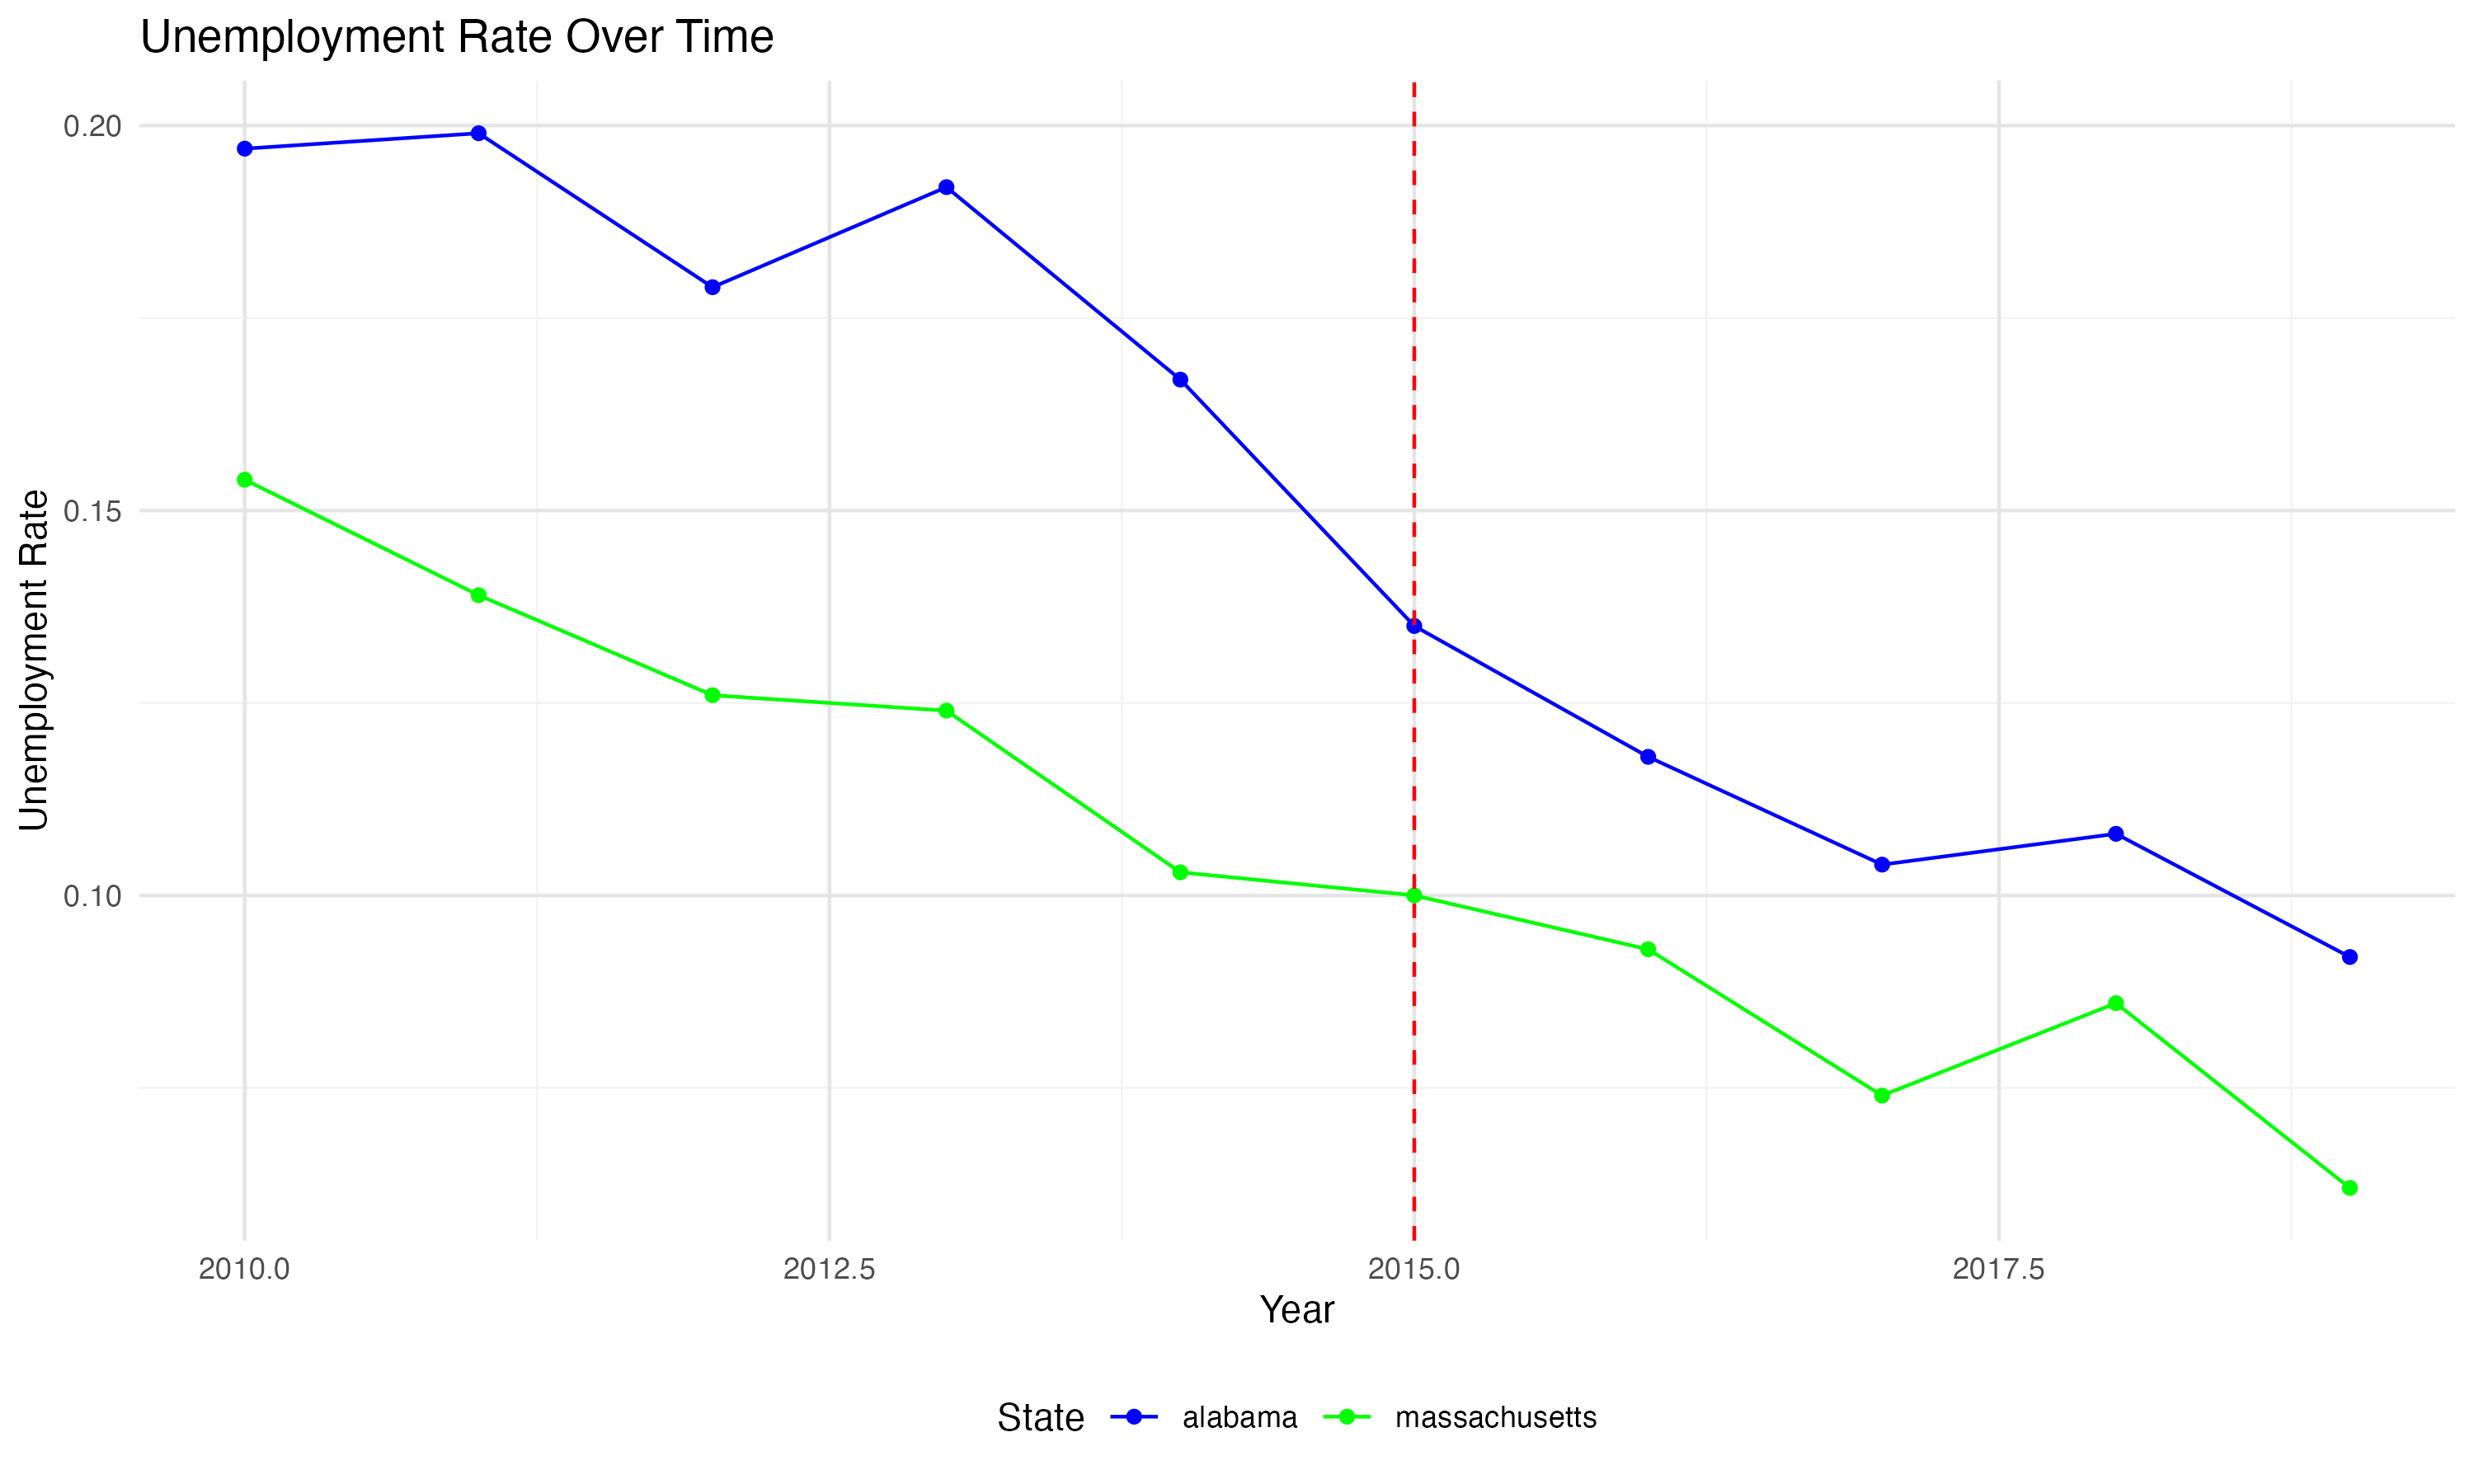 Unemployment Rate Over Time
Unemployment Rate
0.20
0.15
0.10
2010.0 2012.5 2015.0 2017.5
Year
State alabama massachusetts